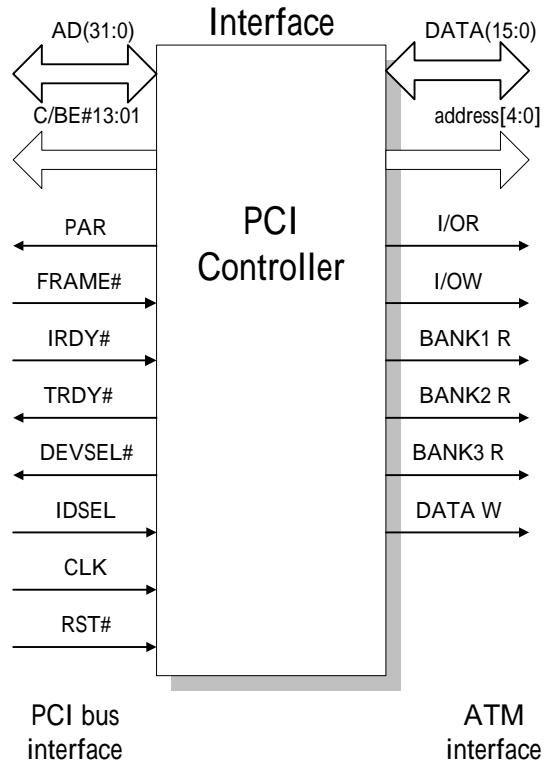 Interface
AD(31:0)
DATA(15:0)
C/BE#13:01
address[4:0]
PCI
Controller
PAR
I/OR
FRAME#
I/OW
IRDY#
BANK1 R
TRDY#
BANK2 R
DEVSEL#
BANK3 R
IDSEL
DATA W
CLK
RST#
PCI bus
interface
ATM
interface